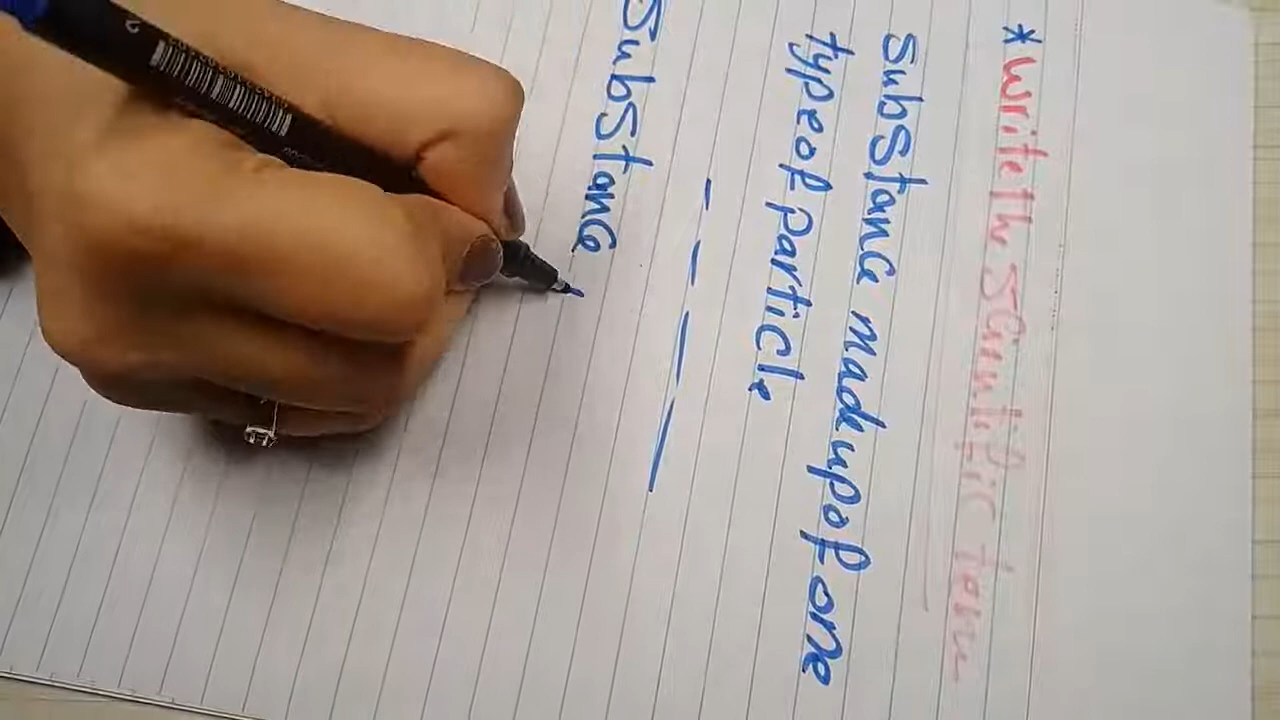 * Write the Scientific term
Substance made up of one
type of particle
Substance